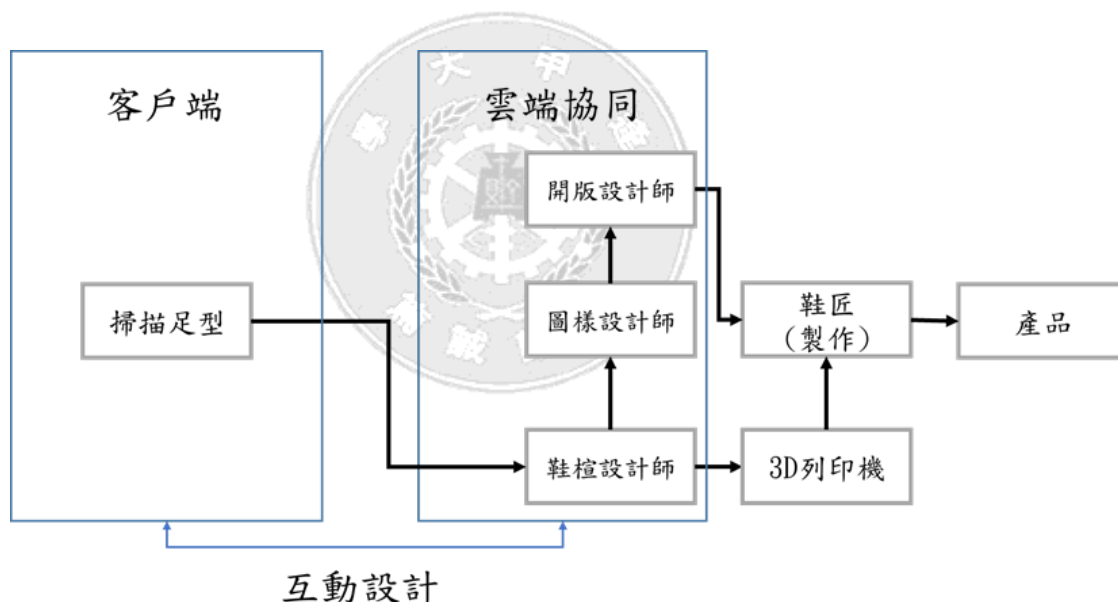 客戶端
雲端協同
開版設計師
掃描足型
圖樣設計師
鞋匠
(製作)
產品
鞋楦設計師
3D列印機
互動設計